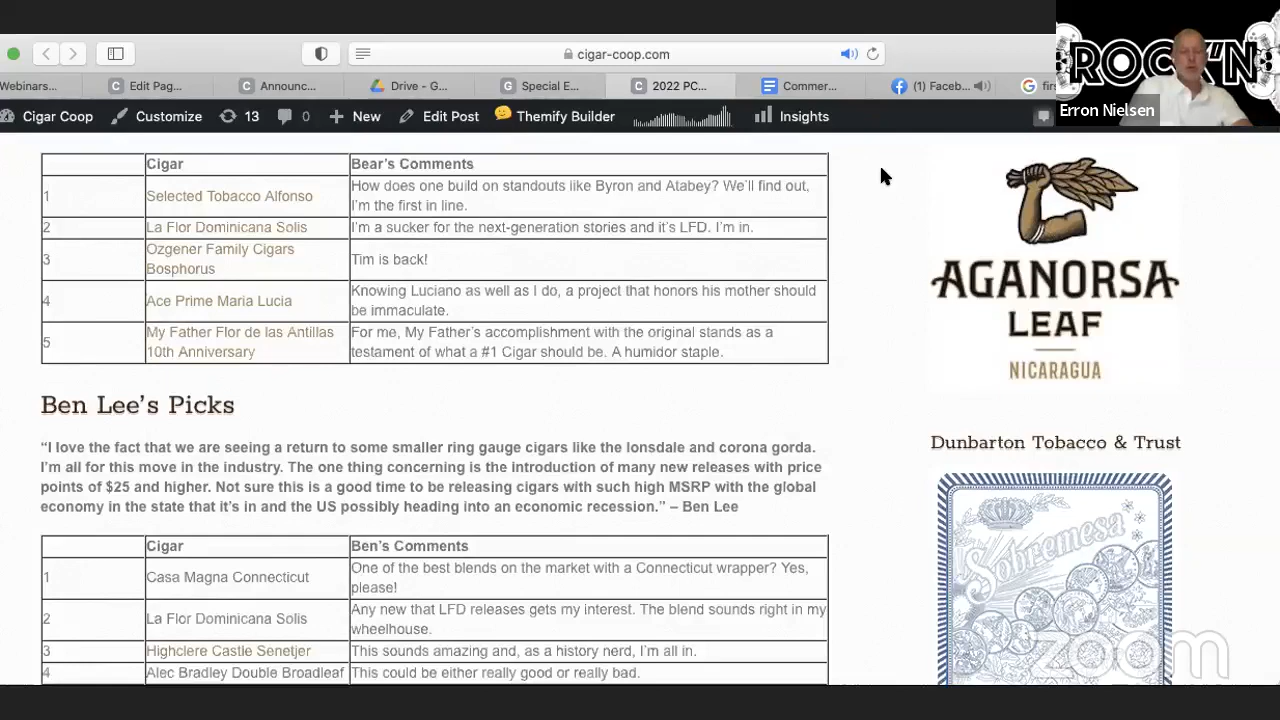 ROCK'N
Erron Nielsen
cigar-coop.com
Webinars...
Edit Pag...
Announc...
Drive - G...
Special E...
2022 PC...
Commer...
(1) Faceb...
G firs
Cigar Coop
Customize
13
0
New
Edit Post
Themify Builder
Insights
Cigar
Bear's Comments
1
Selected Tobacco Alfonso
How does one build on standouts like Byron and Atabey? We'll find out,
I'm the first in line.
2
La Flor Dominicana Solis
I'm a sucker for the next-generation stories and it's LFD. I'm in.
3
Ozgener Family Cigars
Bosphorus
Tim is back!
4
Ace Prime Maria Lucia
Knowing Luciano as well as I do, a project that honors his mother should
be immaculate.
5
My Father Flor de las Antillas
10th Anniversary
For me, My Father's accomplishment with the original stands as a
testament of what a #1 Cigar should be. A humidor staple.
Ben Lee's Picks
“I love the fact that we are seeing a return to some smaller ring gauge cigars like the lonsdale and corona gorda.
I'm all for this move in the industry. The one thing concerning is the introduction of many new releases with price
points of $25 and higher. Not sure this is a good time to be releasing cigars with such high MSRP with the global
economy in the state that it's in and the US possibly heading into an economic recession.” – Ben Lee
Cigar
Ben's Comments
1
Casa Magna Connecticut
One of the best blends on the market with a Connecticut wrapper? Yes,
please!
2
La Flor Dominicana Solis
Any new that LFD releases gets my interest. The blend sounds right in my
wheelhouse.
3
Highclere Castle Senetjer
This sounds amazing and, as a history nerd, I'm all in.
4
Alec Bradley Double Broadleaf
This could be either really good or really bad.
AGANORSA
LEAF
NICARAGUA
Dunbarton Tobacco & Trust
Sobremesa
zoom